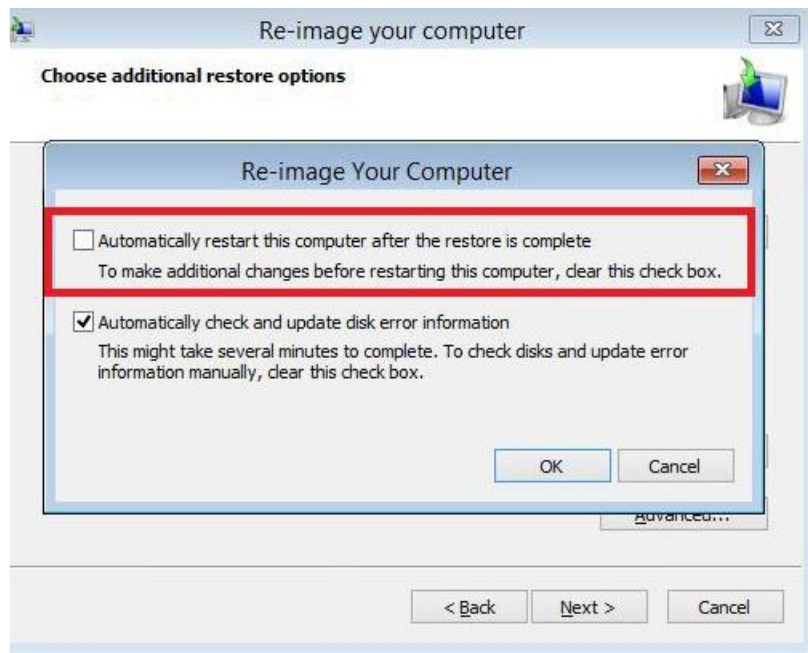 Re-image your computer
Choose additional restore options
Re-image Your Computer
Automatically restart this computer after the restore is complete
To make additional changes before restarting this computer, clear this check box.
Automatically check and update disk error information
This might take several minutes to complete. To check disks and update error
information manually, clear this check box.
OK Cancel
Advanced...
< Back Next > Cancel